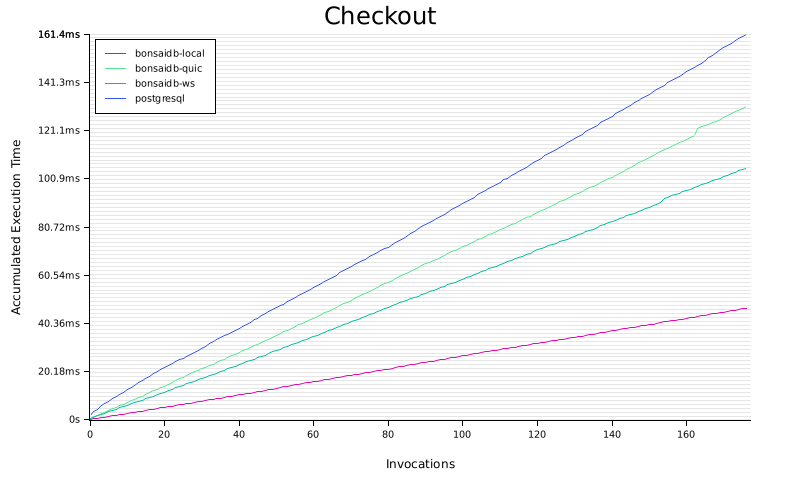 Checkout
161.4ms
141.3ms
121.1ms
100.9ms
80.72ms
60.54ms
40.36ms
20.18ms
0s
Accumulated Execution Time
bonsaidb-local
bonsaidb-quic
bonsaidb-ws
postgresql
0 20 40 60 80 100 120 140 160
Invocations